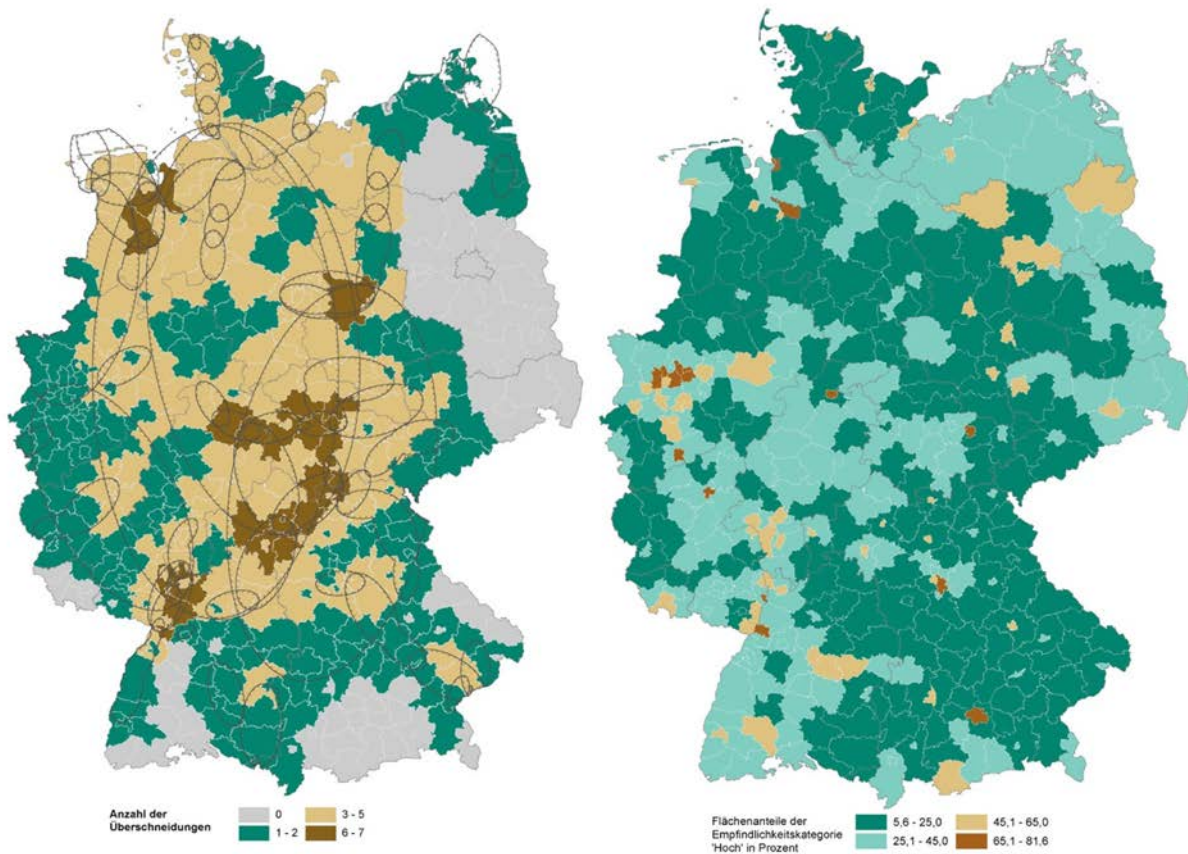 Anzahl der
Überschneidungen
0
1 - 2
3 - 5
6 - 7
Flächenanteile der
Empfindlichkeitskategorie
'Hoch' in Prozent
5,6 - 25,0
25,1 - 45,0
45,1 - 65,0
65,1 - 81,6